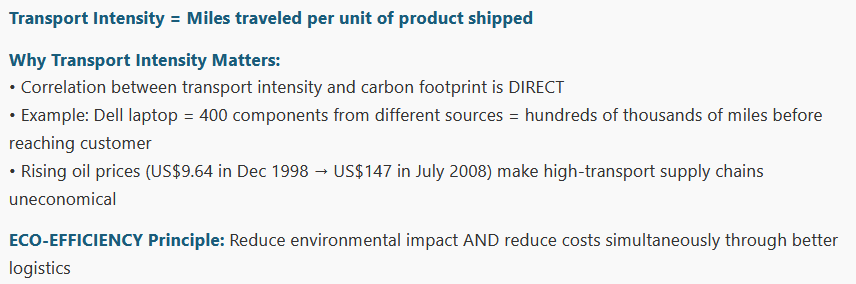 Transport Intensity = Miles traveled per unit of product shipped
Why Transport Intensity Matters:
• Correlation between transport intensity and carbon footprint is DIRECT
• Example: Dell laptop = 400 components from different sources = hundreds of thousands of miles before
reaching customer
• Rising oil prices (US$9.64 in Dec 1998 → US$147 in July 2008) make high-transport supply chains
uneconomical
ECO-EFFICIENCY Principle: Reduce environmental impact AND reduce costs simultaneously through better
logistics